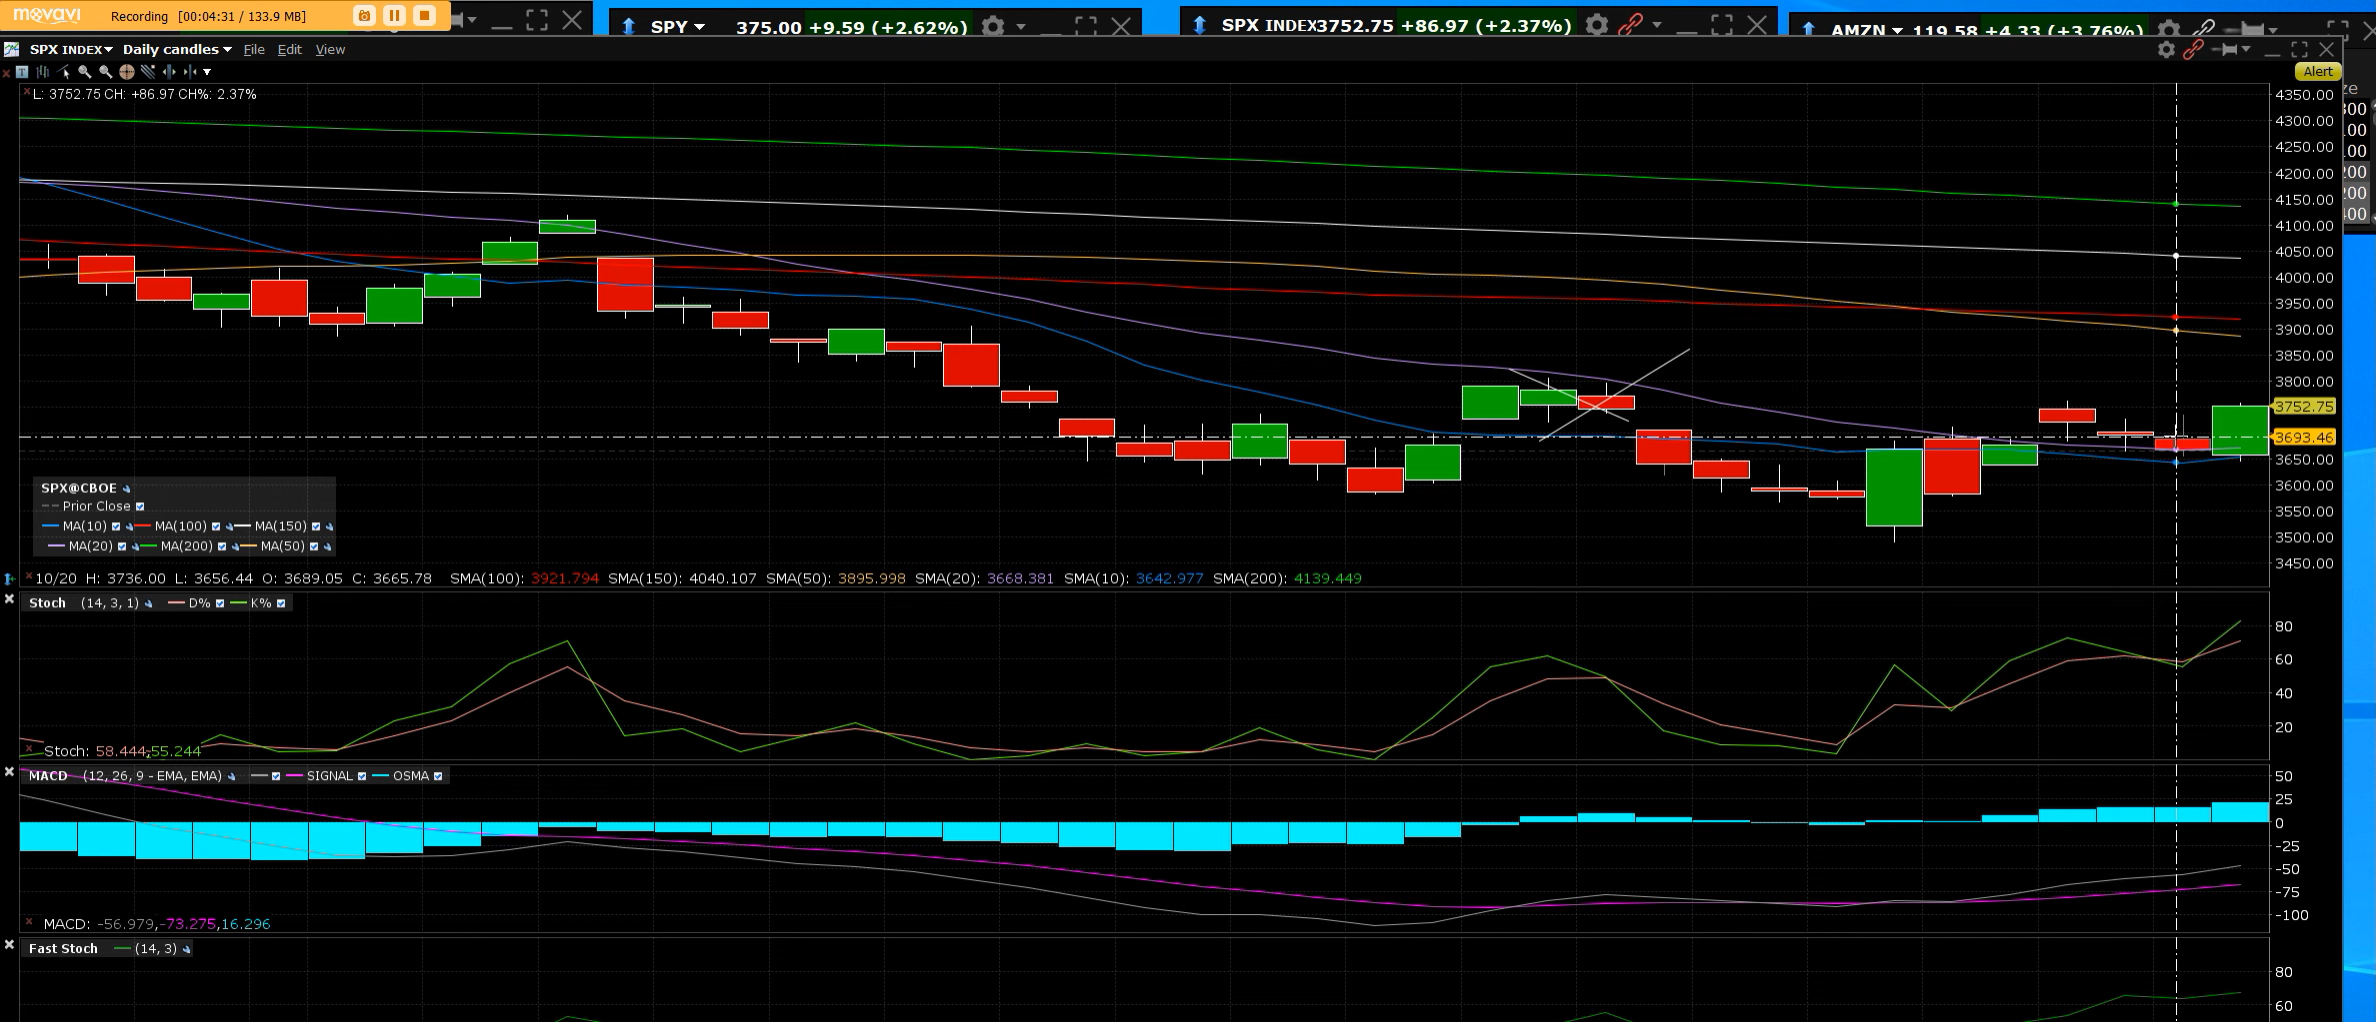 movavi Recording [00:04:31 / 133.9 MB]
SPY 375.00 +9.59 (+2.62%)
SPX INDEX 3752.75 +86.97 (+2.37%)
AMZN 119.58 +4.33 (+3.76%)
SPX INDEX Daily candles File Edit View
Alert
L: 3752.75 CH: +86.97 CH%: 2.37%
4350.00
4300.00
4250.00
4200.00
4150.00
4100.00
4050.00
4000.00
3950.00
3900.00
3850.00
3800.00
3752.75
3693.46
3650.00
3600.00
3550.00
3500.00
3450.00
SPX@CBOE
Prior Close
MA(10) MA(100) MA(150)
MA(20) MA(200) MA(50)
10/20 H: 3736.00 L: 3656.44 O: 3689.05 C: 3665.78 SMA(100): 3921.794 SMA(150): 4040.107 SMA(50): 3895.998 SMA(20): 3668.381 SMA(10): 3642.977 SMA(200): 4139.449
Stoch (14, 3, 1) D% K%
80
60
40
20
Stoch: 58.444,55.244
MACD (12, 26, 9 - EMA, EMA) SIGNAL OSMA
50
25
0
-25
-50
-75
-100
MACD: -56.979,-73.275,16.296
Fast Stoch (14, 3)
80
60